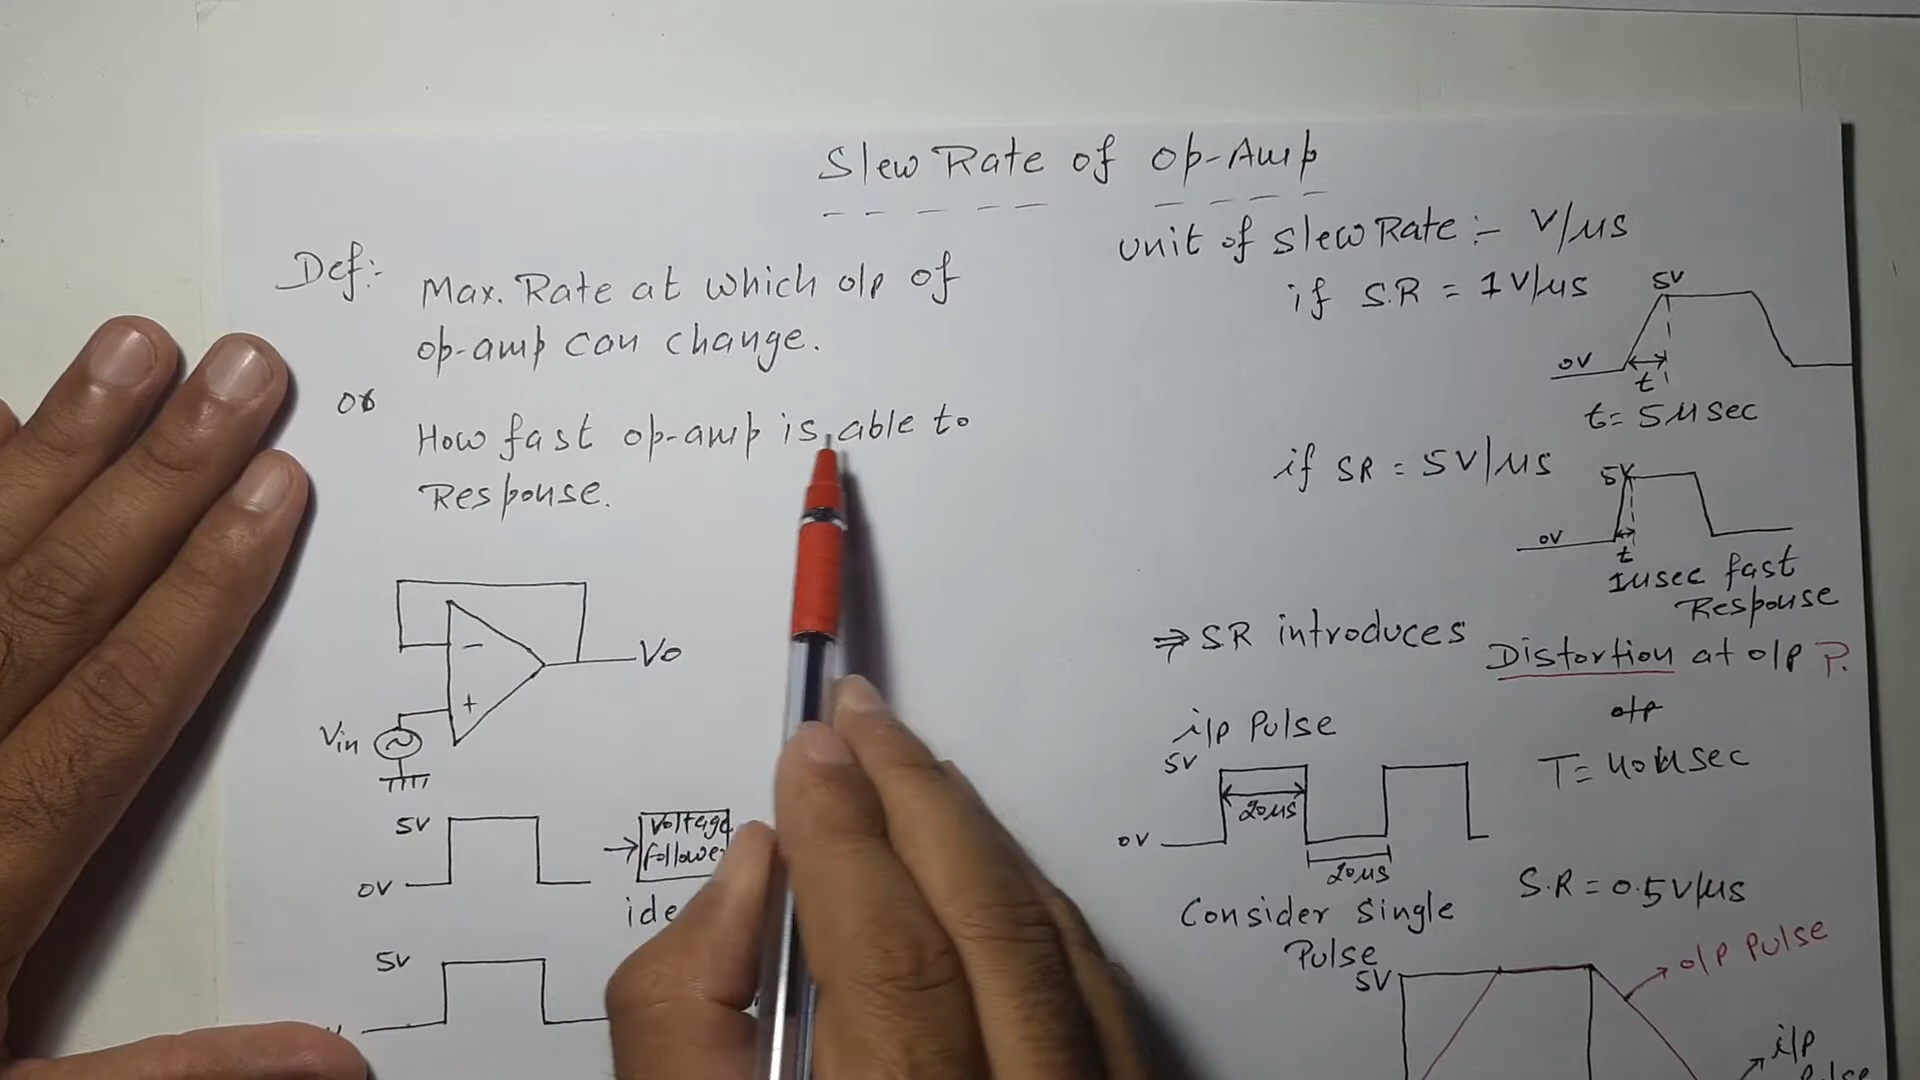 Slew Rate of op-Amp
Def:- Max. Rate at which o/p of
op-amp can change.
or
How fast op-amp is able to
Response.
-
+
Vo
Vin
5V
0V
→ Voltage
5V
unit of slew Rate :- V/μs
if S.R = 1V/μs
5V
0V
t
t = 5μsec
if SR = 5V/μs
5V
0V
t
1μsec fast
Response
⇒ SR introduces
Distortion at o/p P.
i/p Pulse
5V
20μs
0V
20μs
T = 40μsec
S.R = 0.5V/μs
Consider Single
Pulse
5V
→ o/p Pulse
→ i/p